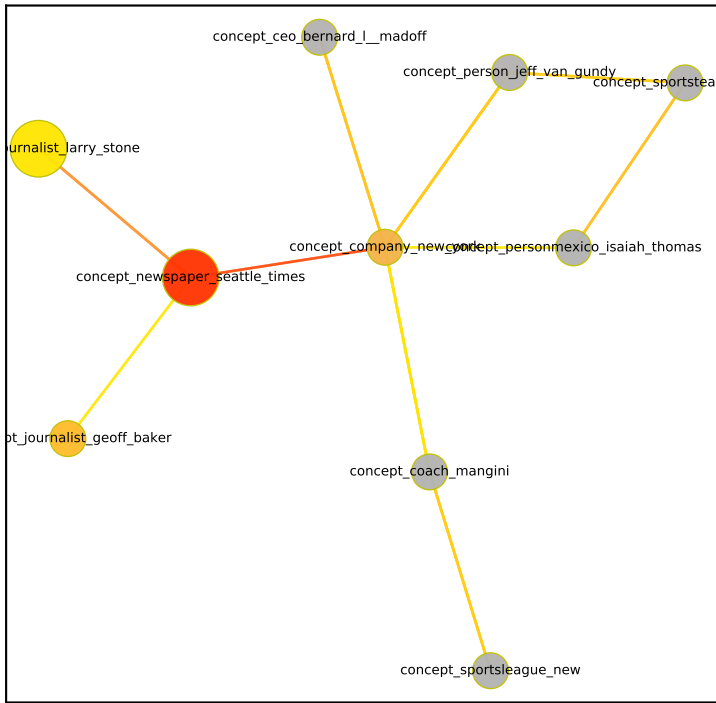 concept_ceo_bernard_l__madoff
concept_person_jeff_van_gundy
concept_sportstea
ournalist_larry_stone
concept_company_new_york
concept_personmexico_isaiah_thomas
concept_newspaper_seattle_times
pt_journalist_geoff_baker
concept_coach_mangini
concept_sportsleague_new